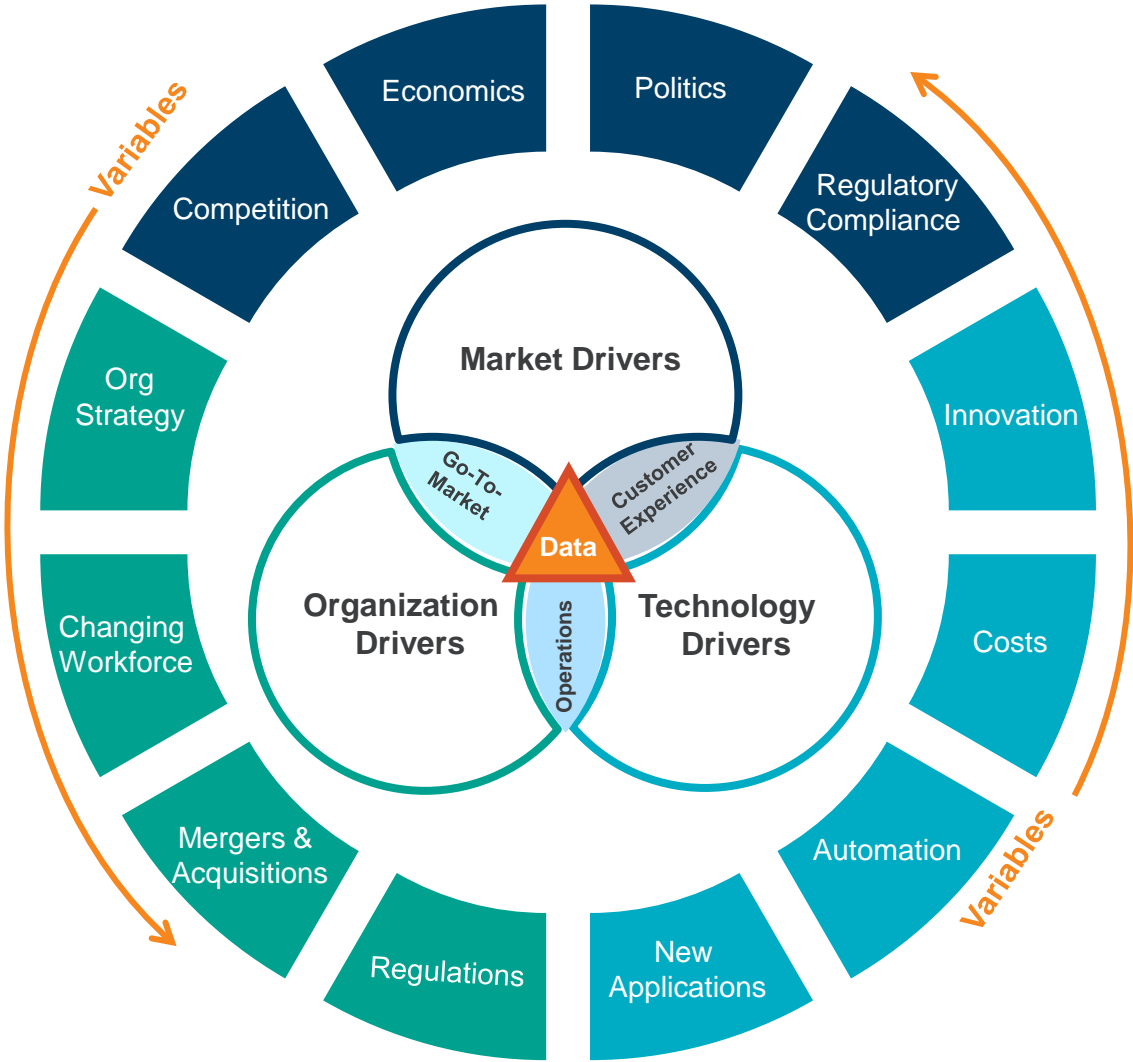 Economics
Politics
Variables
Competition
Regulatory
Compliance
Org
Strategy
Market Drivers
Innovation
Go-To-
Market
Customer
Experience
Data
Organization
Drivers
Technology
Drivers
Operations
Changing
Workforce
Costs
Mergers &
Acquisitions
Automation
Variables
Regulations
New
Applications